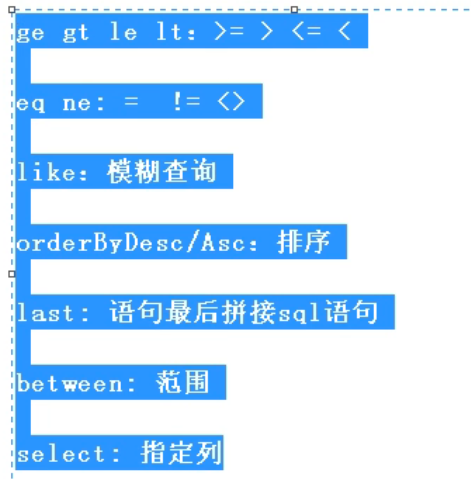 ge gt le lt: >= > <= <
eq ne: =  != <>
like: 模糊查询
orderByDesc/Asc: 排序
last: 语句最后拼接sql语句
between: 范围
select: 指定列